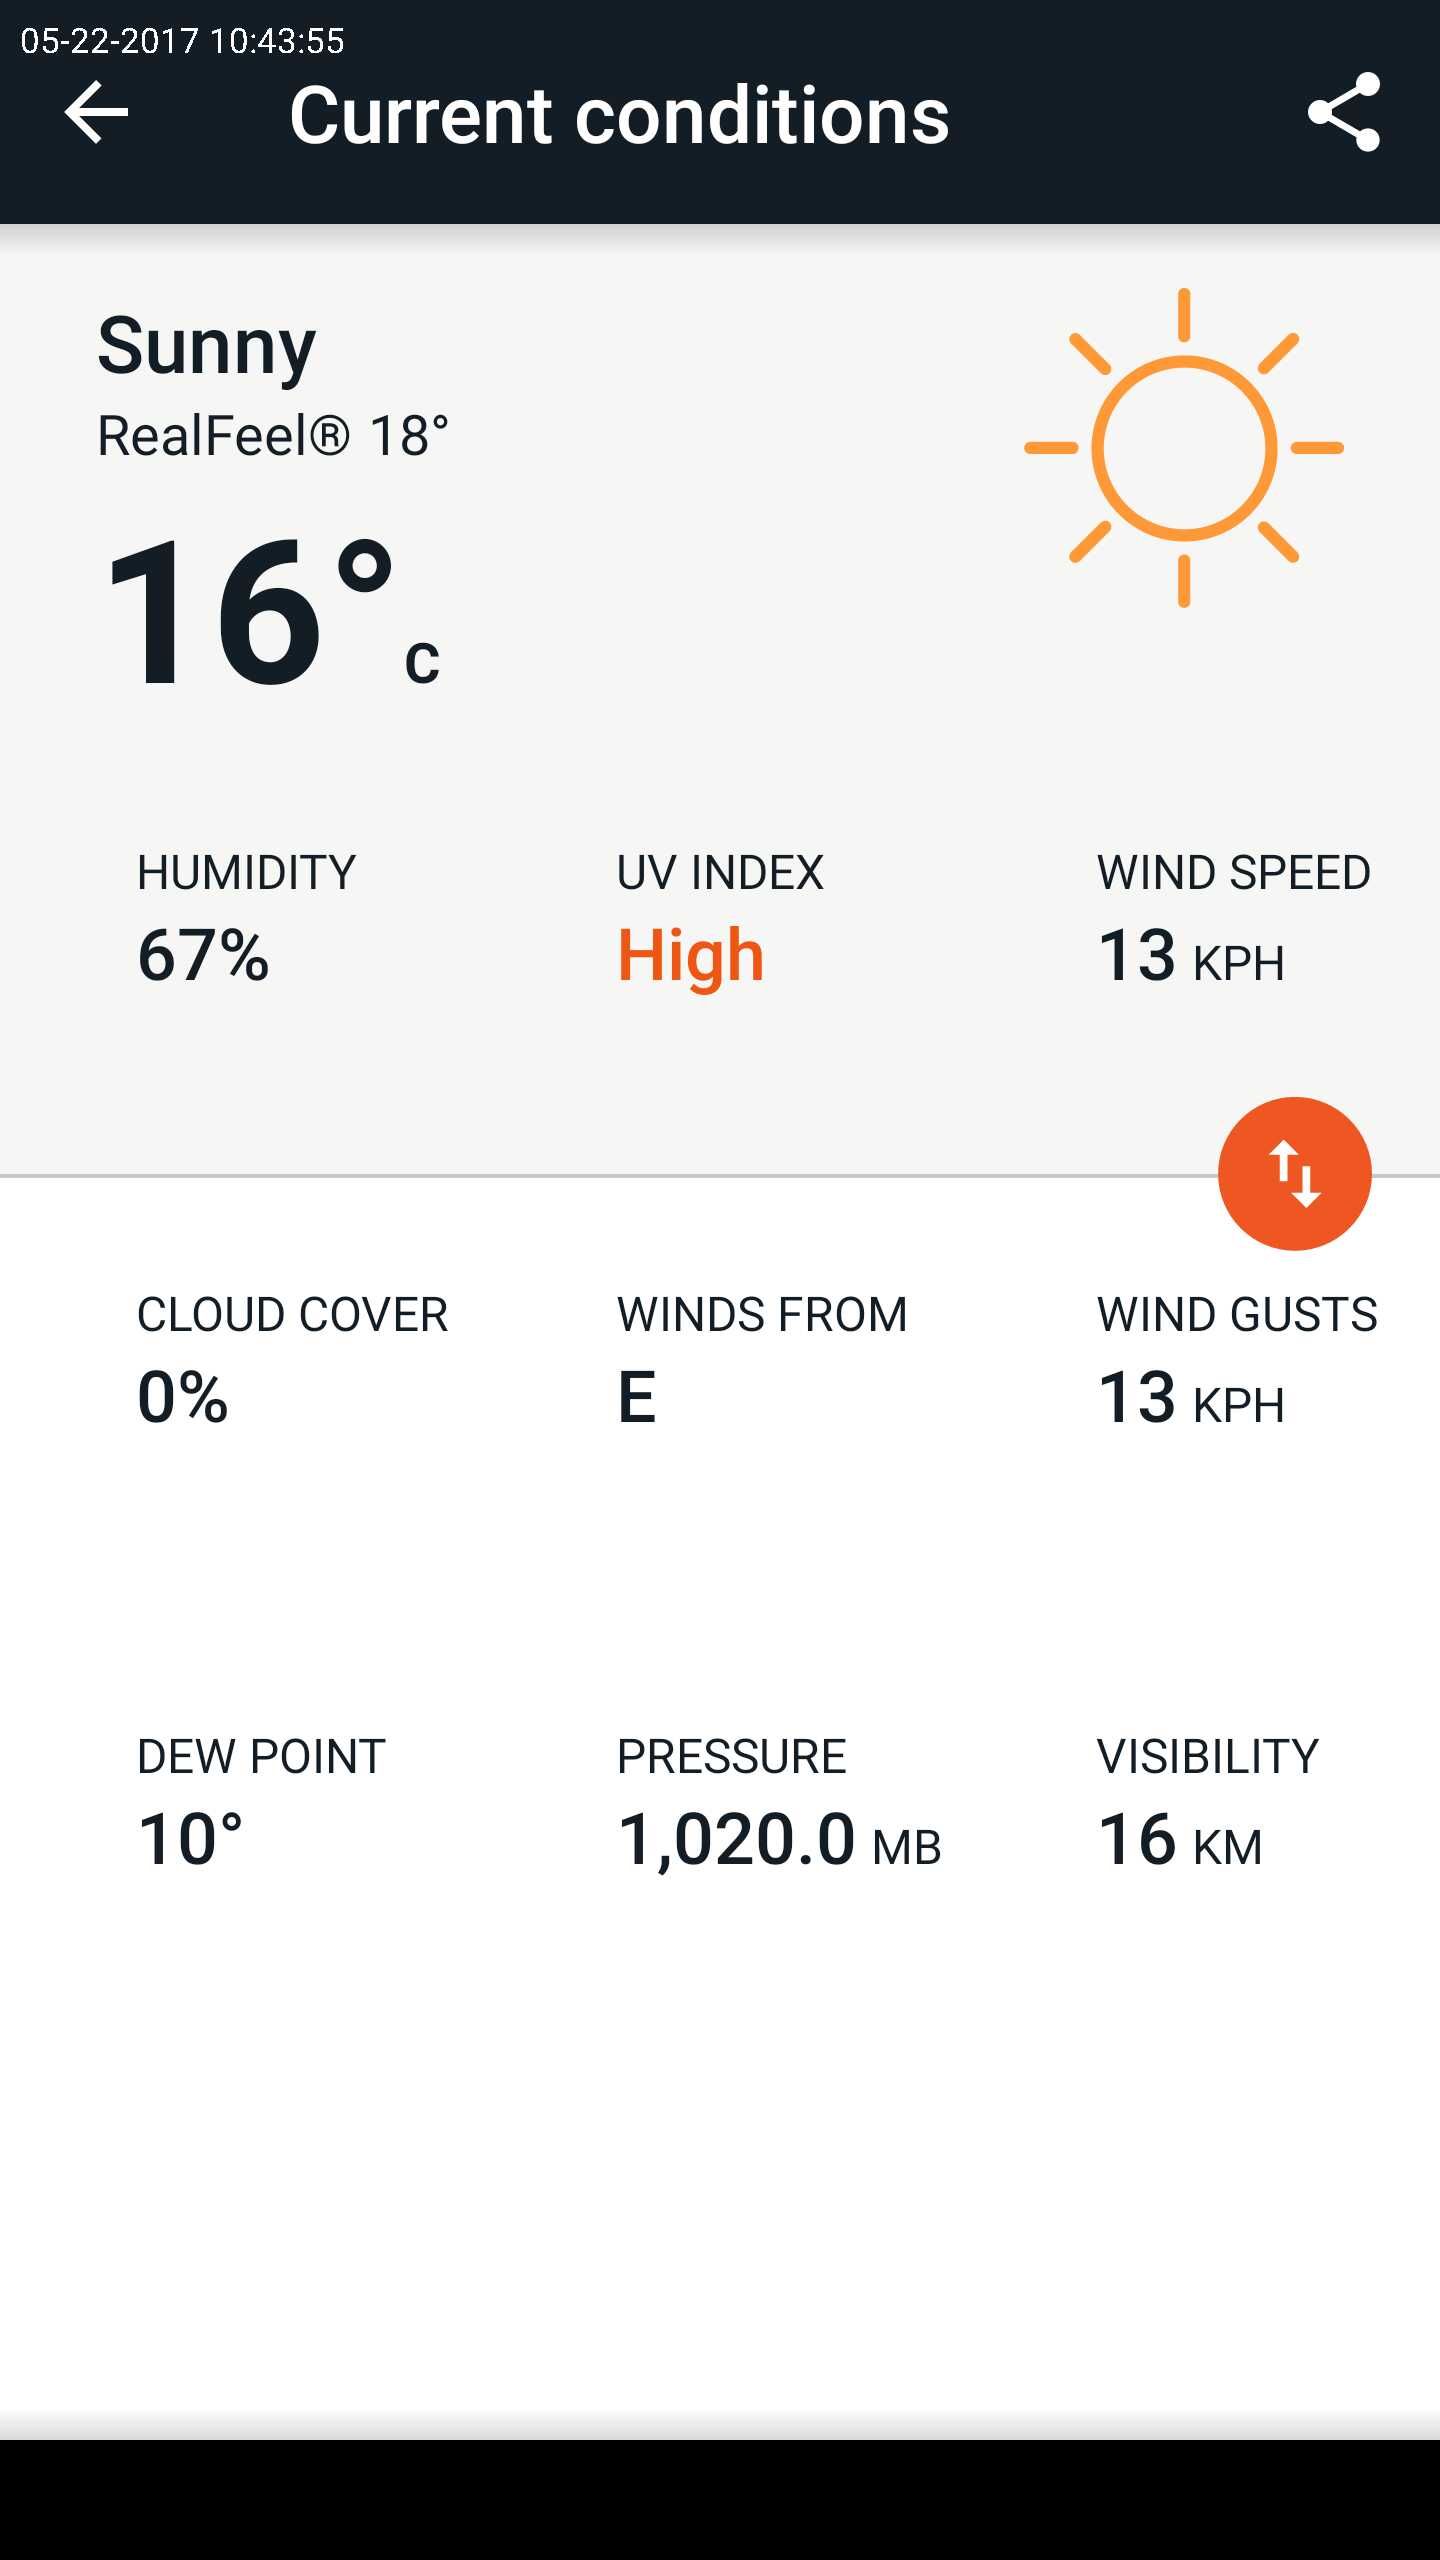 05-22-2017 10:43:55
Current conditions
Sunny
RealFeel® 18°
16° C
HUMIDITY UV INDEX WIND SPEED
67% High 13 KPH
CLOUD COVER WINDS FROM WIND GUSTS
0% E 13 KPH
DEW POINT PRESSURE VISIBILITY
10° 1,020.0 MB 16 KM